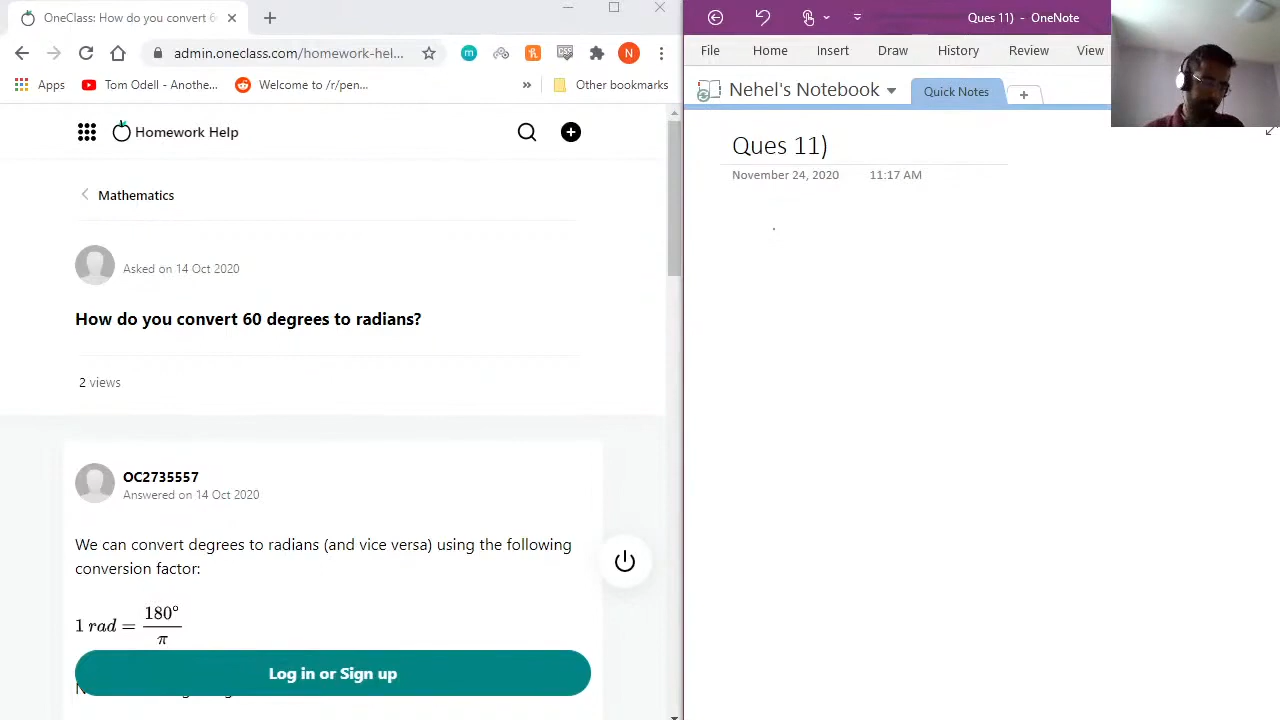 OneClass: How do you convert 6
admin.oneclass.com/homework-hel...
N
Apps
Tom Odell - Anothe...
Welcome to /r/pen...
»
Other bookmarks
Homework Help
Mathematics
Asked on 14 Oct 2020
How do you convert 60 degrees to radians?
2 views
OC2735557
Answered on 14 Oct 2020
We can convert degrees to radians (and vice versa) using the following
conversion factor:
1 rad = 180° / π
Log in or Sign up
Ques 11) - OneNote
File Home Insert Draw History Review View
Nehel's Notebook
Quick Notes
+
Ques 11)
November 24, 2020 11:17 AM